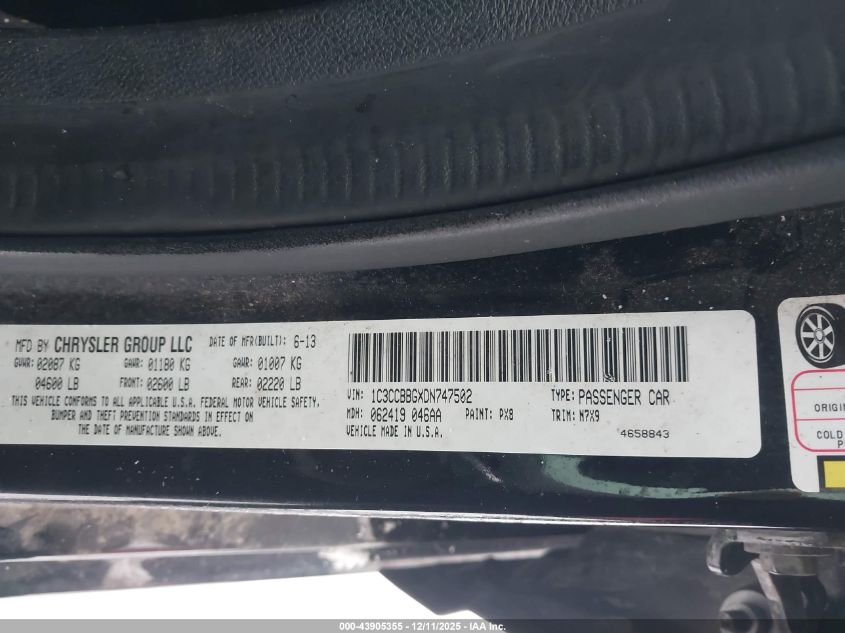 MFD BY CHRYSLER GROUP LLC DATE OF MFR(BUILT): 6-13
GVWR: 02087 KG GAWR: 01180 KG GAWR: 01007 KG
04600 LB FRONT: 02600 LB REAR: 02220 LB
THIS VEHICLE CONFORMS TO ALL APPLICABLE U.S.A. FEDERAL MOTOR VEHICLE SAFETY,
BUMPER AND THEFT PREVENTION STANDARDS IN EFFECT ON
THE DATE OF MANUFACTURE SHOWN ABOVE.
VIN: 1C3CCBBGXDN747502 TYPE: PASSENGER CAR
MDH: 062419 046AA PAINT: PX8 TRIM: N7X9
VEHICLE MADE IN U.S.A. 4658843
ORIGIN
COLD
P
000-43905355 - 12/11/2025 - IAA Inc.